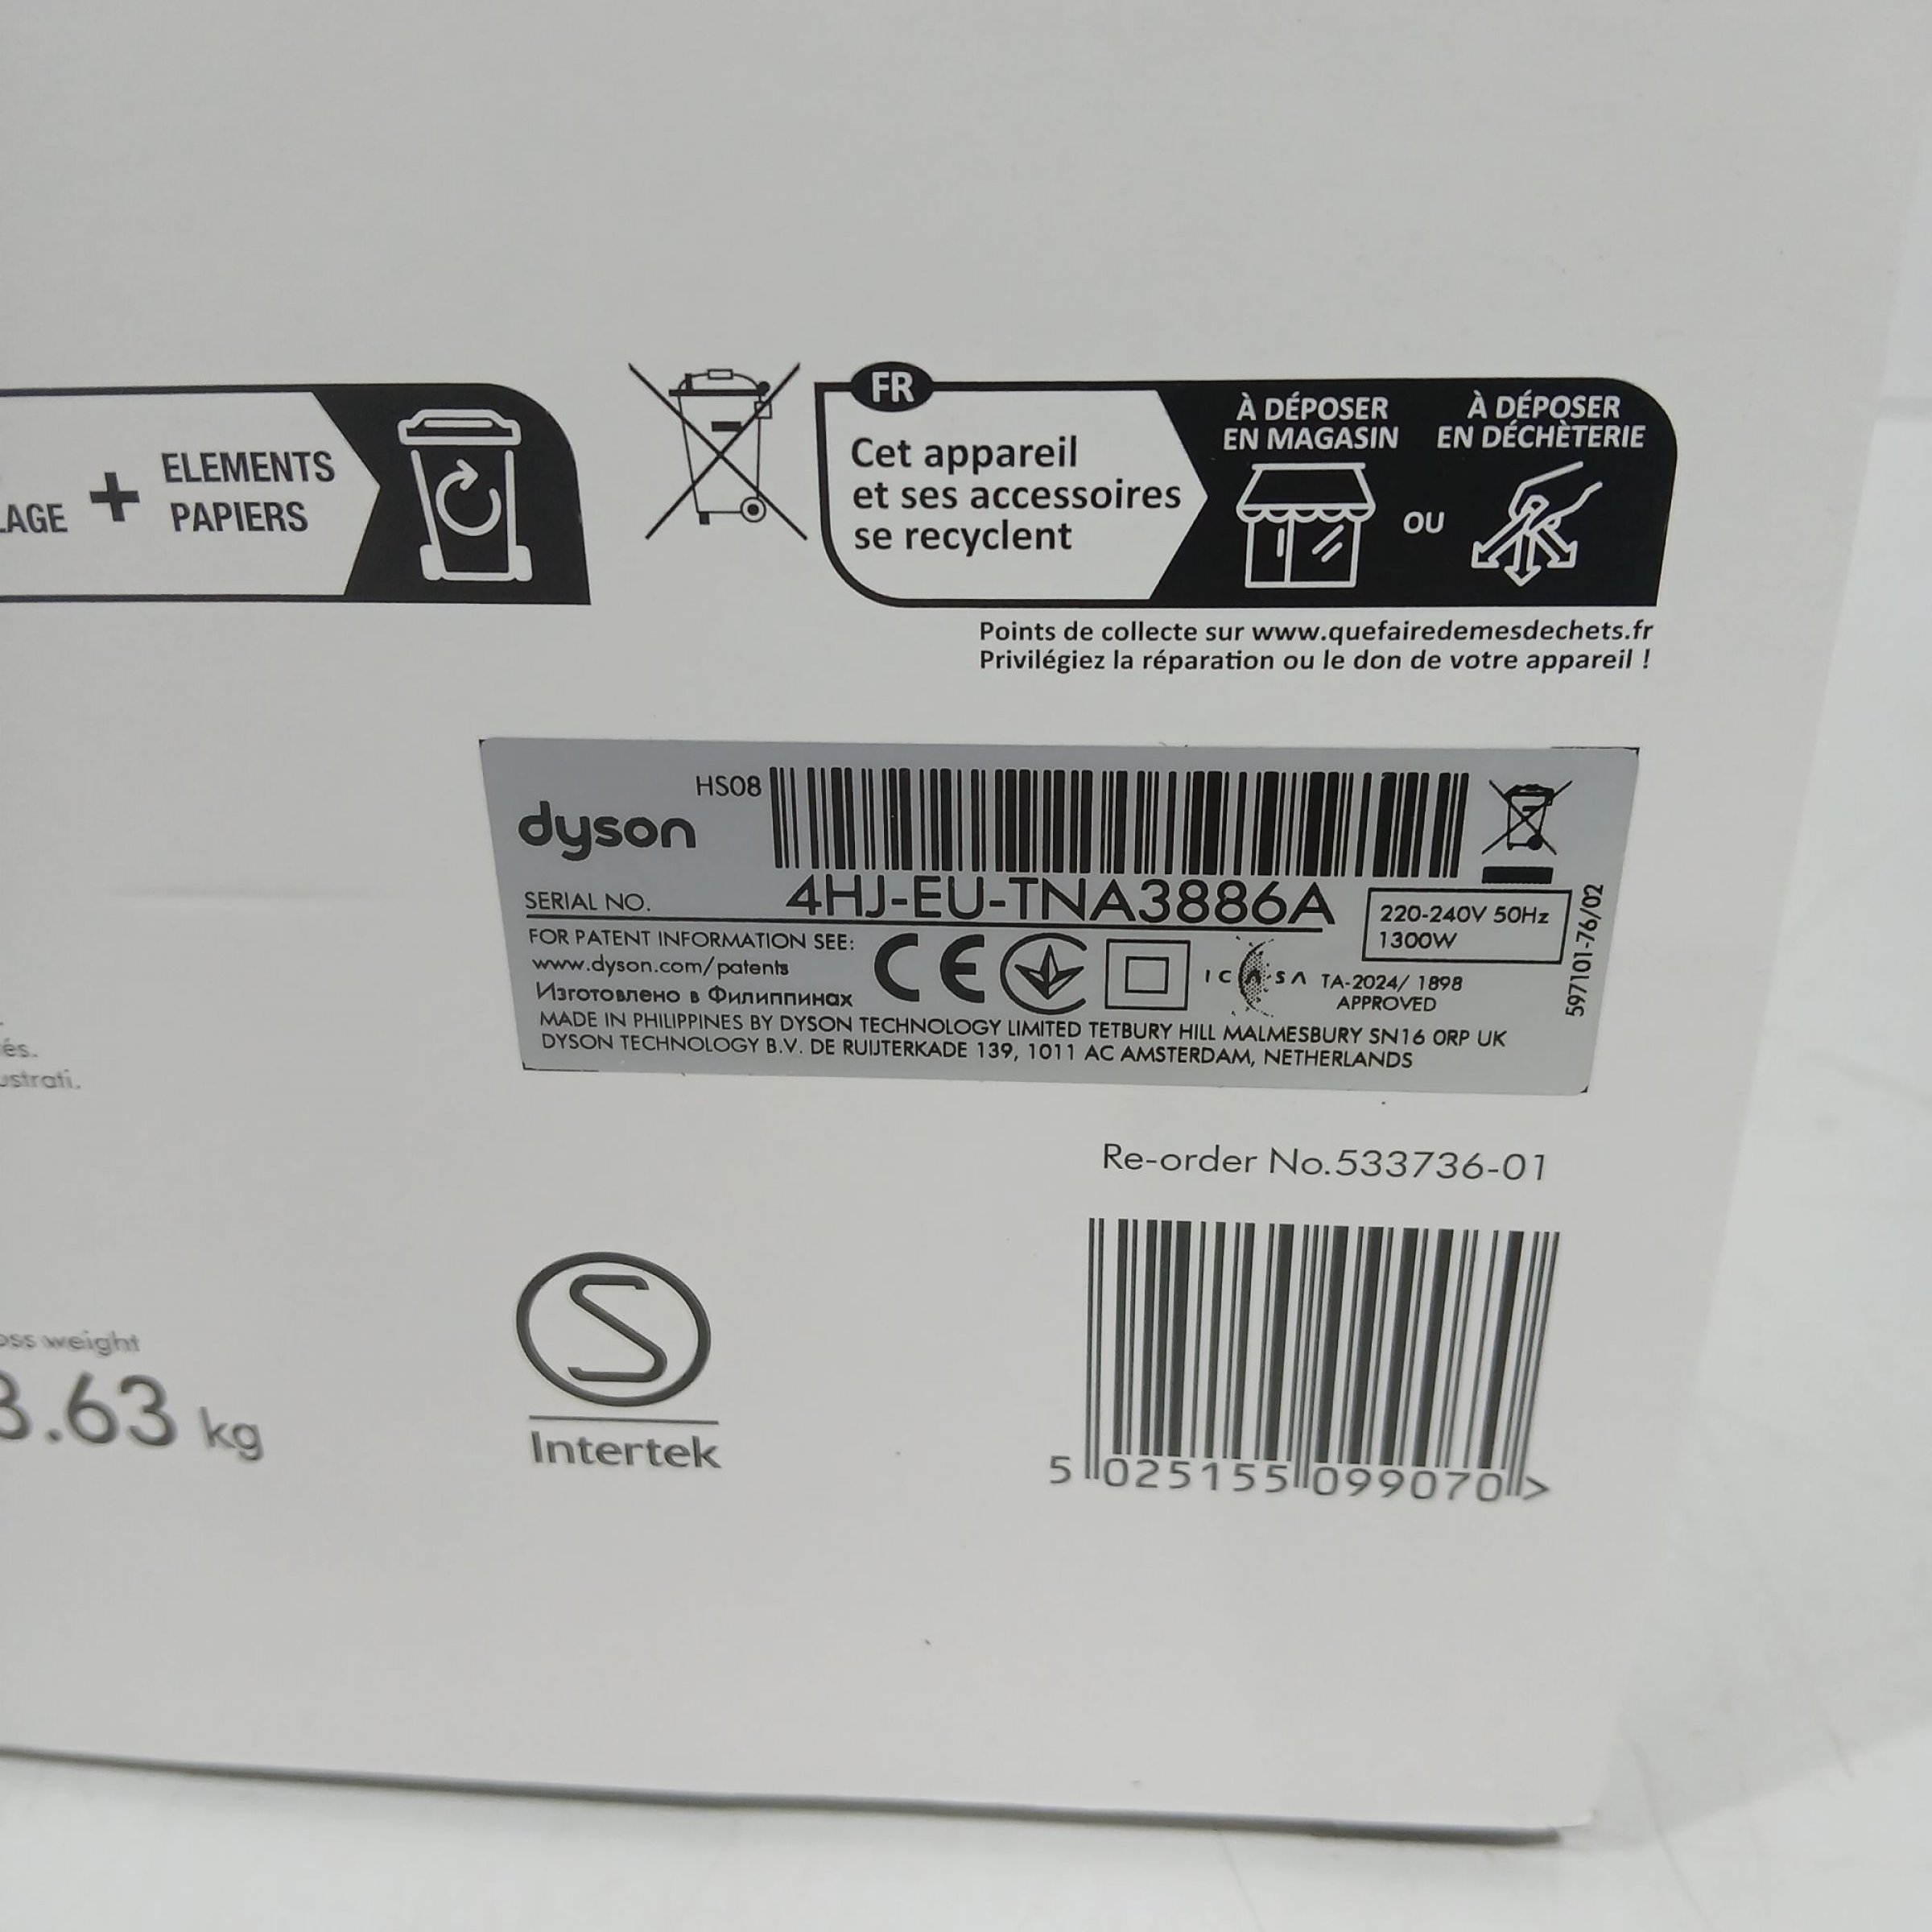 ELEMENTS
LAGE + PAPIERS
FR
Cet appareil
et ses accessoires
se recyclent
À DÉPOSER
EN MAGASIN
OU
À DÉPOSER
EN DÉCHÈTERIE
Points de collecte sur www.quefairedemesdechets.fr
Privilégiez la réparation ou le don de votre appareil !
dyson
HS08
SERIAL NO. 4HJ-EU-TNA3886A
220-240V 50Hz
1300W
597101-76/02
FOR PATENT INFORMATION SEE:
www.dyson.com/patents
Изготовлено в Филиппинах
CE
ICASA TA-2024/ 1898
APPROVED
MADE IN PHILIPPINES BY DYSON TECHNOLOGY LIMITED TETBURY HILL MALMESBURY SN16 0RP UK
DYSON TECHNOLOGY B.V. DE RUIJTERKADE 139, 1011 AC AMSTERDAM, NETHERLANDS
és.
ustrati.
Re-order No.533736-01
5 025155 099070 >
oss weight
3.63 kg
S
Intertek